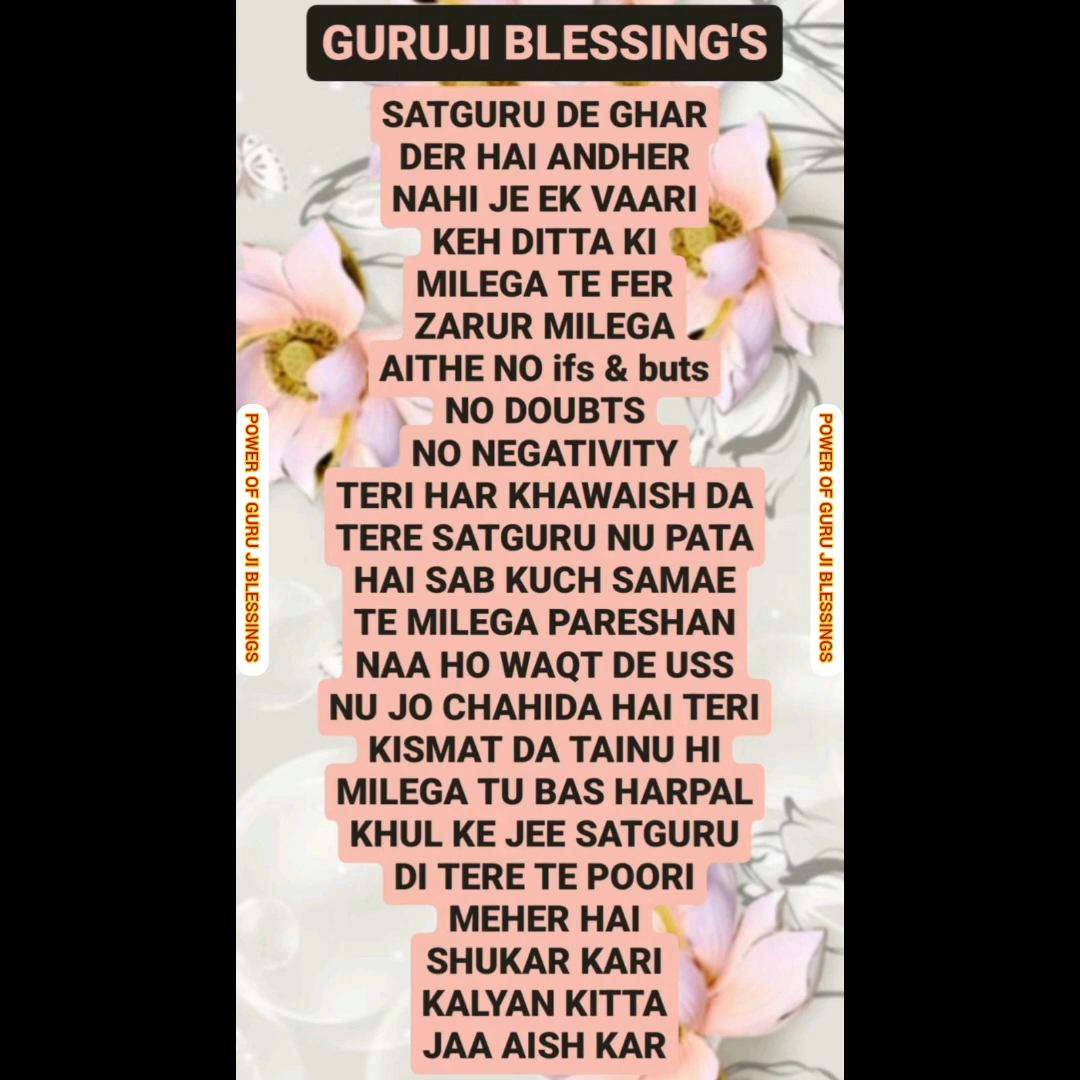 GURUJI BLESSING'S
SATGURU DE GHAR
DER HAI ANDHER
NAHI JE EK VAARI
KEH DITTA KI
MILEGA TE FER
ZARUR MILEGA
AITHE NO ifs & buts
NO DOUBTS
NO NEGATIVITY
TERI HAR KHAWAISH DA
TERE SATGURU NU PATA
HAI SAB KUCH SAMAE
TE MILEGA PARESHAN
NAA HO WAQT DE USS
NU JO CHAHIDA HAI TERI
KISMAT DA TAINU HI
MILEGA TU BAS HARPAL
KHUL KE JEE SATGURU
DI TERE TE POORI
MEHER HAI
SHUKAR KARI
KALYAN KITTA
JAA AISH KAR
POWER OF GURU JI BLESSINGS
POWER OF GURU JI BLESSINGS